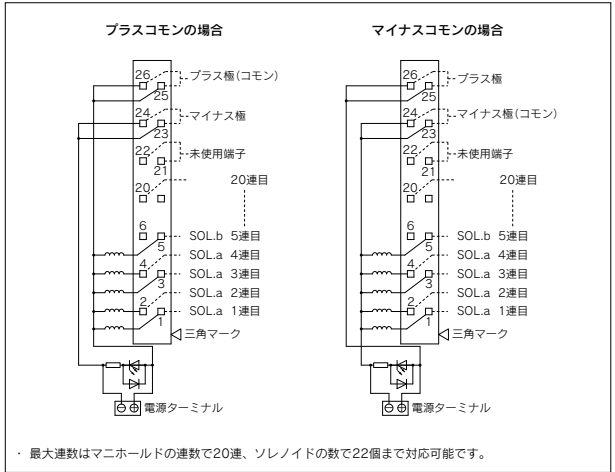 プラスコモンの場合
26
プラス極(コモン)
25
24
マイナス極
23
22
未使用端子
21
20
20連目
6
SOL.b 5連目
5
SOL.a 4連目
4
SOL.a 3連目
3
SOL.a 2連目
2
SOL.a 1連目
1
三角マーク
電源ターミナル
マイナスコモンの場合
26
プラス極
25
24
マイナス極(コモン)
23
22
未使用端子
21
20
20連目
6
SOL.b 5連目
5
SOL.a 4連目
4
SOL.a 3連目
3
SOL.a 2連目
2
SOL.a 1連目
1
三角マーク
電源ターミナル
・ 最大連数はマニホールドの連数で20連、ソレノイドの数で22個まで対応可能です。